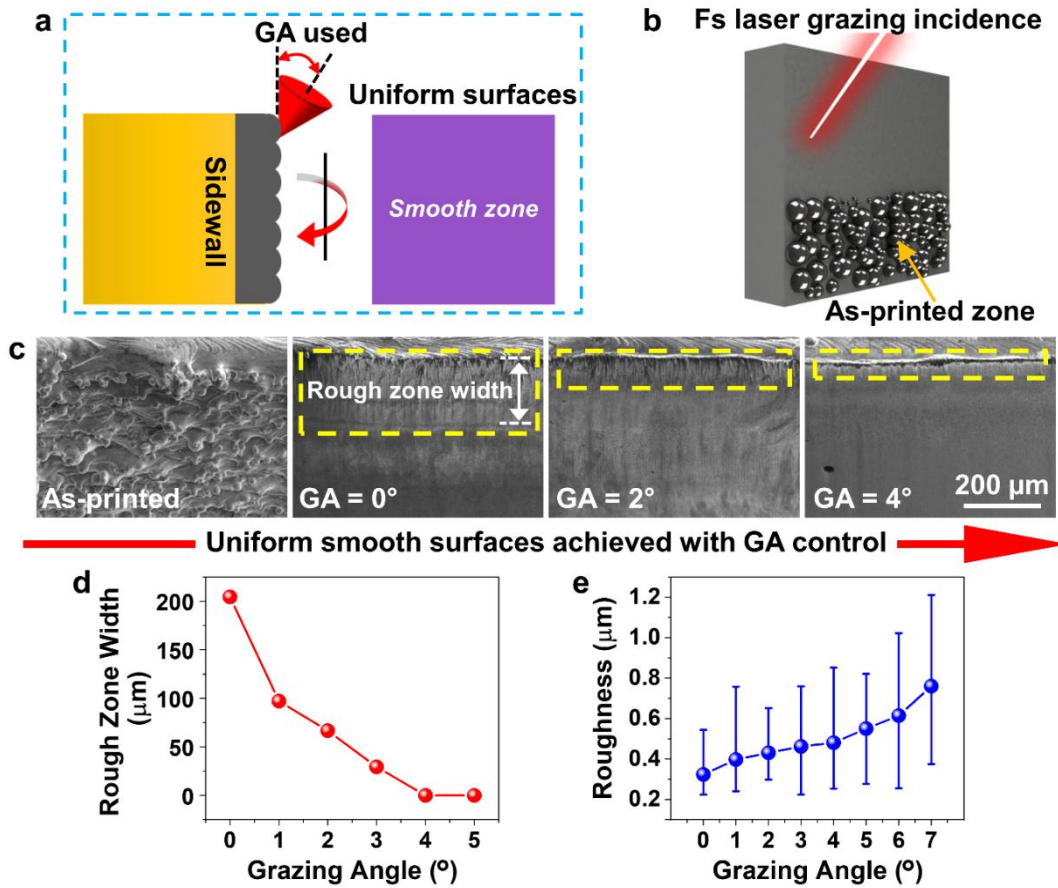 a
GA used
Uniform surfaces
Sidewall
Smooth zone
b
Fs laser grazing incidence
As-printed zone
c
As-printed
Rough zone width
GA = 0°
GA = 2°
GA = 4°
200 μm
Uniform smooth surfaces achieved with GA control
d
Rough Zone Width
(μm)
200
150
100
50
0
0 1 2 3 4 5
Grazing Angle (º)
e
Roughness (μm)
1.2
1.0
0.8
0.6
0.4
0.2
0 1 2 3 4 5 6 7
Grazing Angle (º)